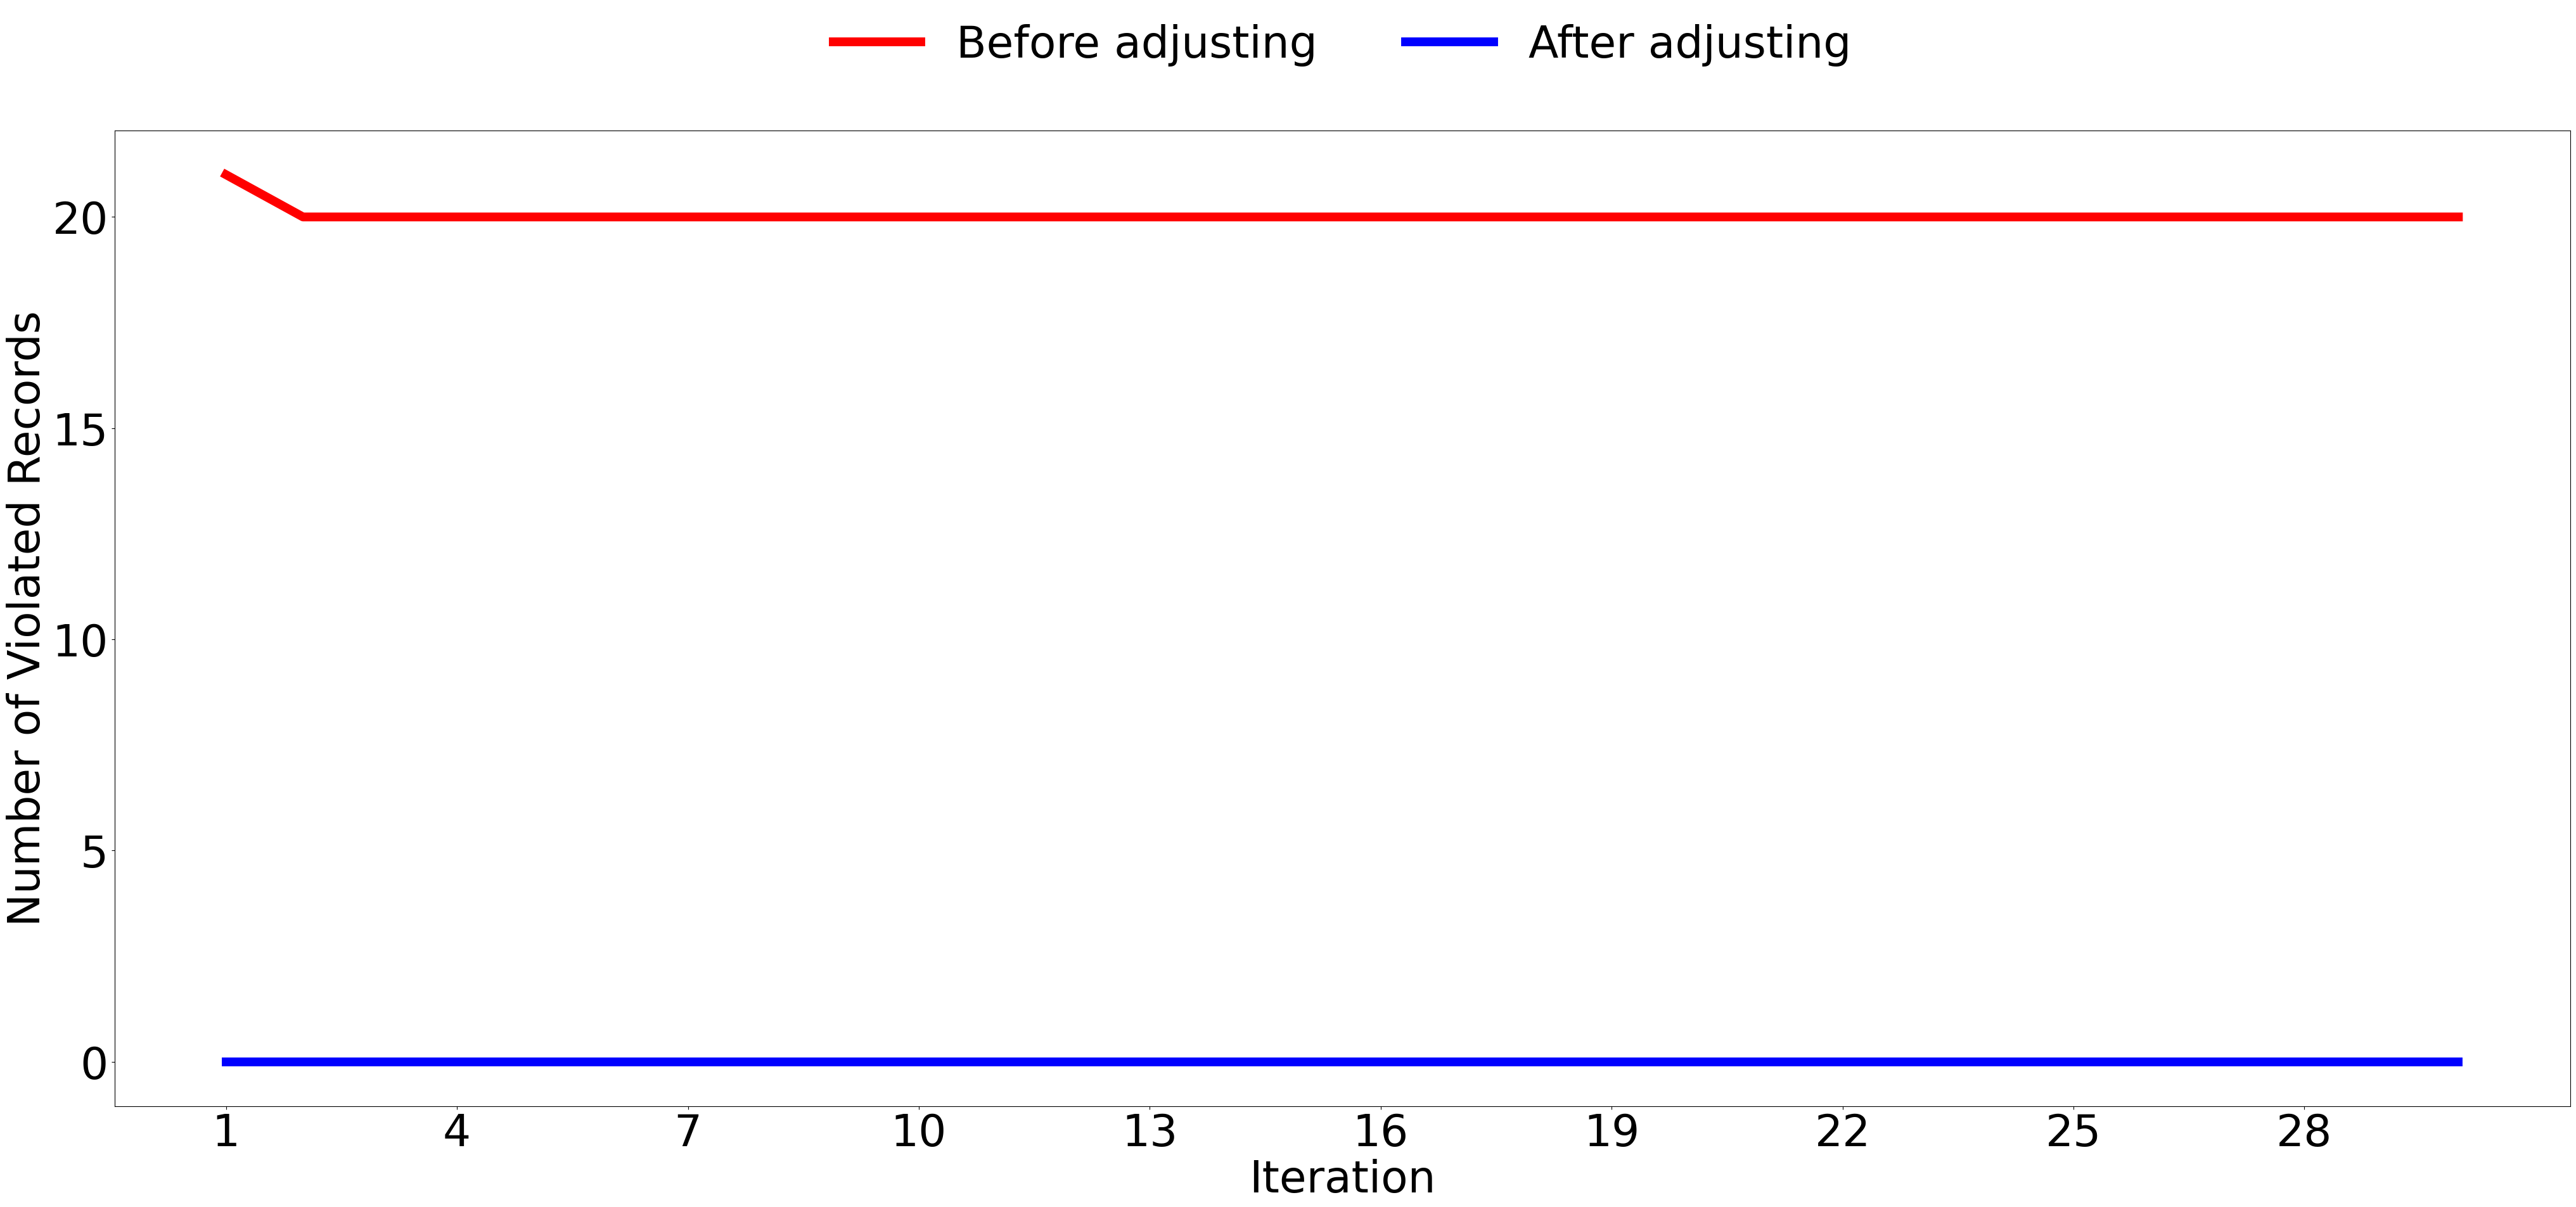 Before adjusting After adjusting
Number of Violated Records
20
15
10
5
0
1 4 7 10 13 16 19 22 25 28
Iteration